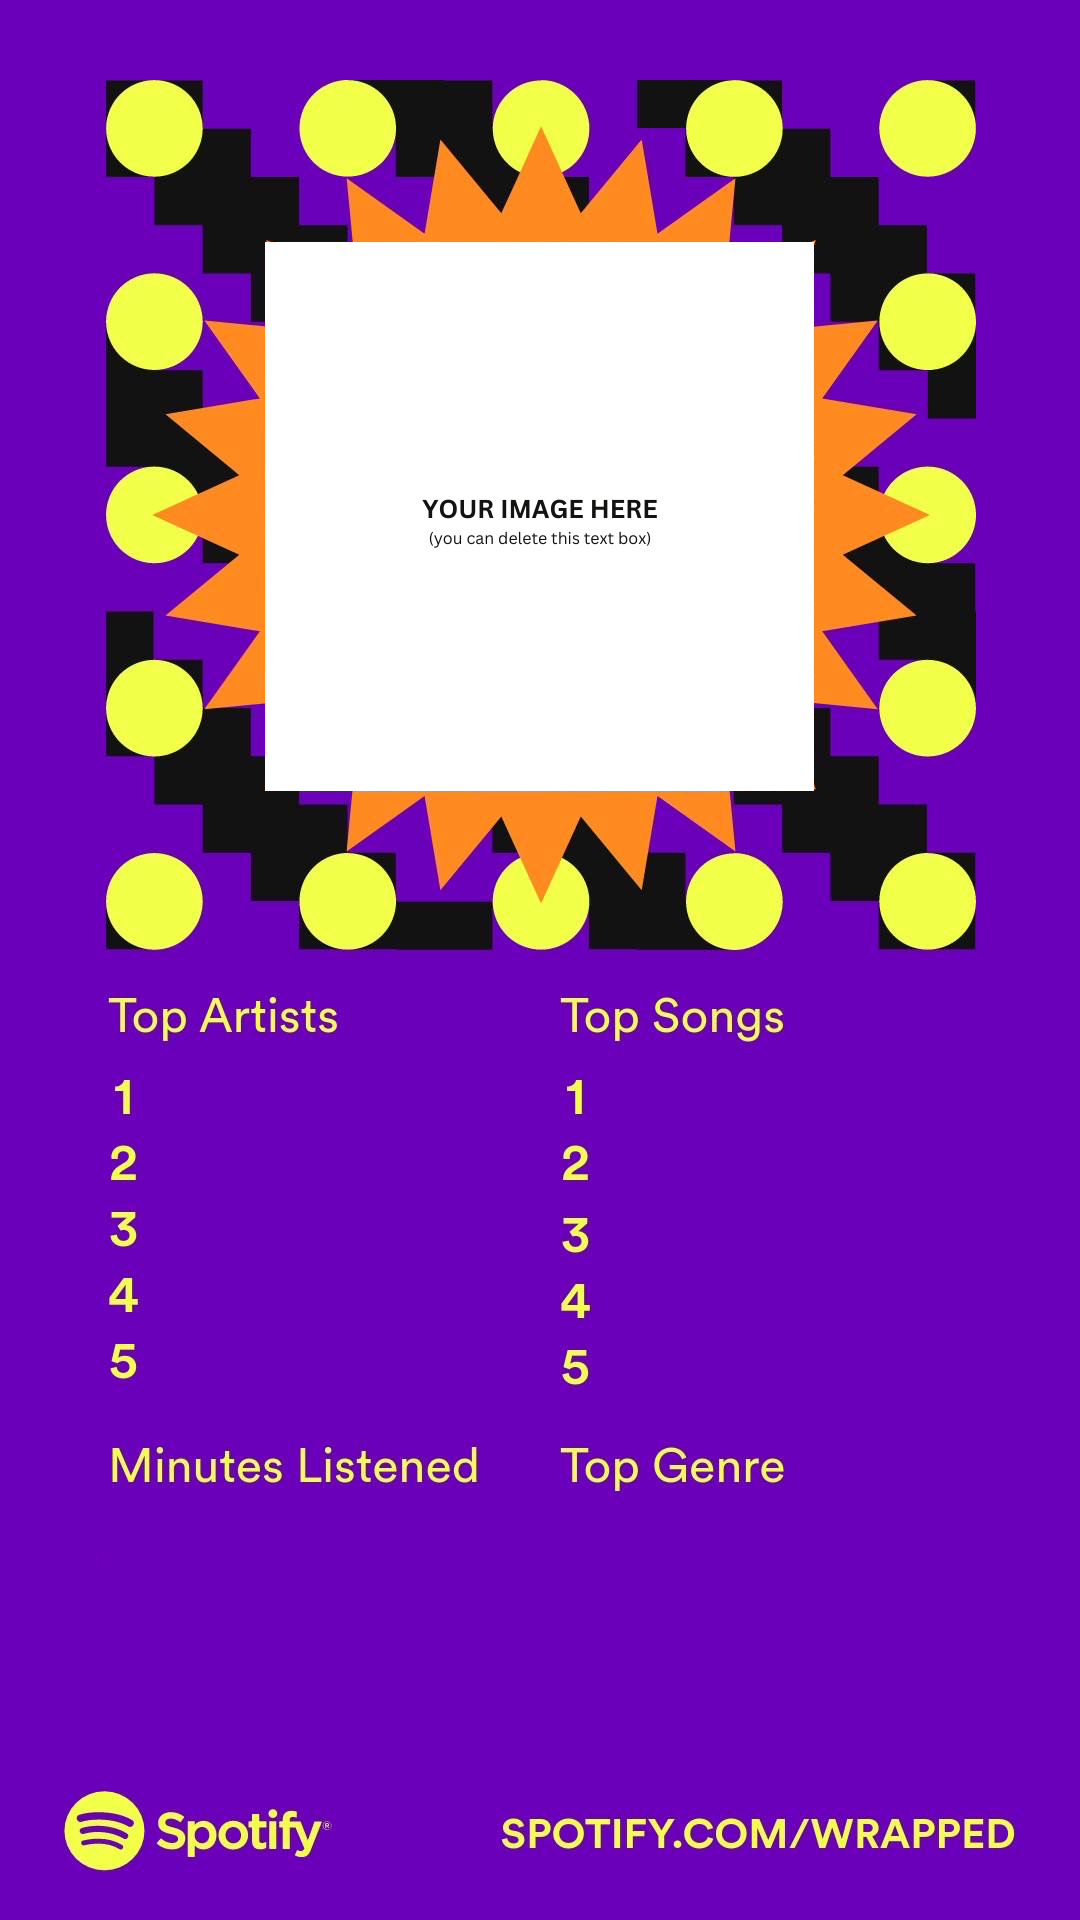 YOUR IMAGE HERE
(you can delete this text box)
Top Artists
1
2
3
4
5
Top Songs
1
2
3
4
5
Minutes Listened
Top Genre
Spotify®
SPOTIFY.COM/WRAPPED